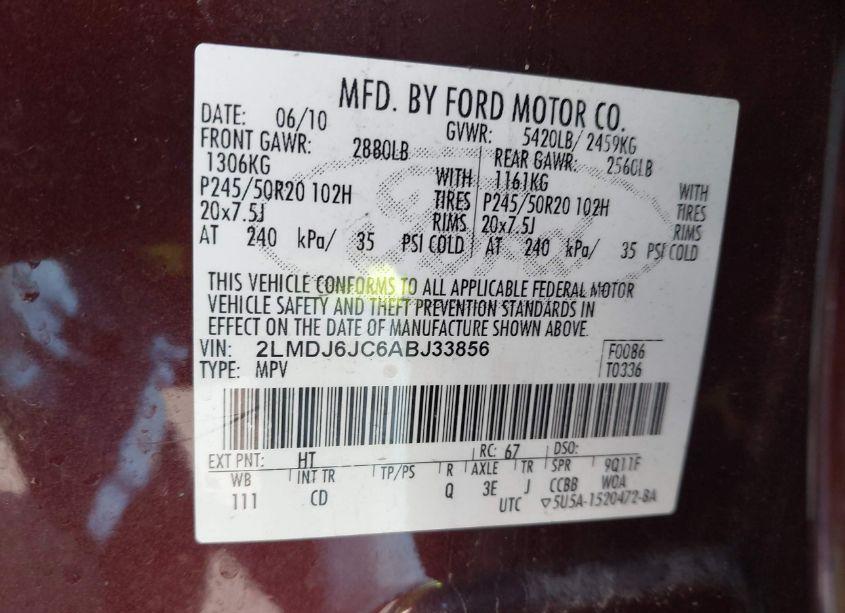 MFD. BY FORD MOTOR CO.
DATE: 06/10 GVWR: 5420LB/ 2459KG
FRONT GAWR: 2880LB REAR GAWR: 2560LB
1306KG WITH 1161KG WITH
P245/50R20 102H TIRES P245/50R20 102H TIRES
20x7.5J RIMS 20x7.5J RIMS
AT 240 kPa/ 35 PSI COLD AT 240 kPa/ 35 PSI COLD
THIS VEHICLE CONFORMS TO ALL APPLICABLE FEDERAL MOTOR
VEHICLE SAFETY AND THEFT PREVENTION STANDARDS IN
EFFECT ON THE DATE OF MANUFACTURE SHOWN ABOVE.
VIN: 2LMDJ6JC6ABJ33856 F0086
TYPE: MPV T0336
EXT PNT: HT RC: 67 DSO:
WB INT TR TP/PS R AXLE TR SPR 9Q11F
111 CD Q 3E J CCBB WOA
UTC ▽5U5A-1520472-BA